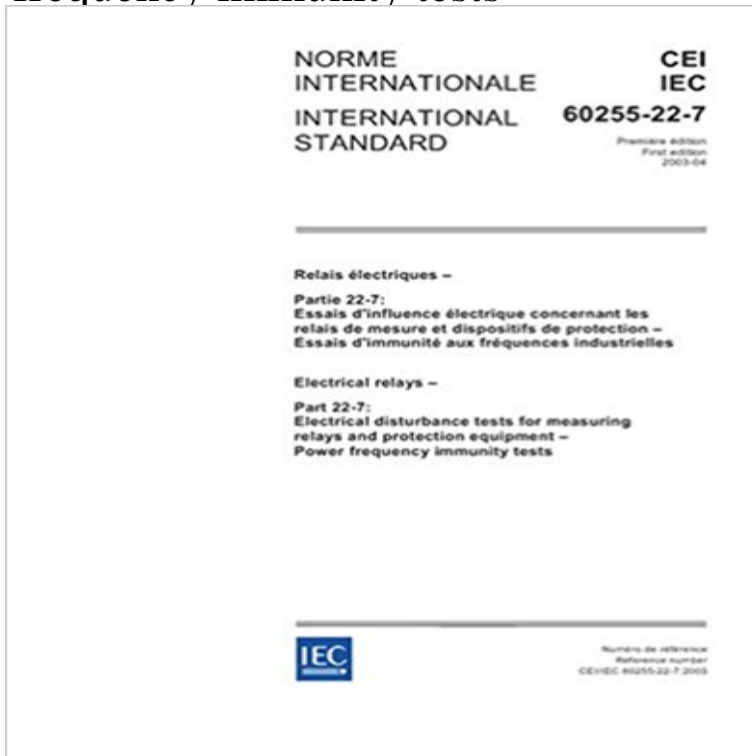 NORME
INTERNATIONALE
INTERNATIONAL
STANDARD
CEI
IEC
60255-22-7
Première édition
First edition
2003-04
Relais électriques –
Partie 22-7:
Essais d'influence électrique concernant les
relais de mesure et dispositifs de protection –
Essais d'immunité aux fréquences industrielles
Electrical relays –
Part 22-7:
Electrical disturbance tests for measuring
relays and protection equipment –
Power frequency immunity tests
IEC
Numéro de référence
Reference number
CEI/IEC 60255-22-7:2003